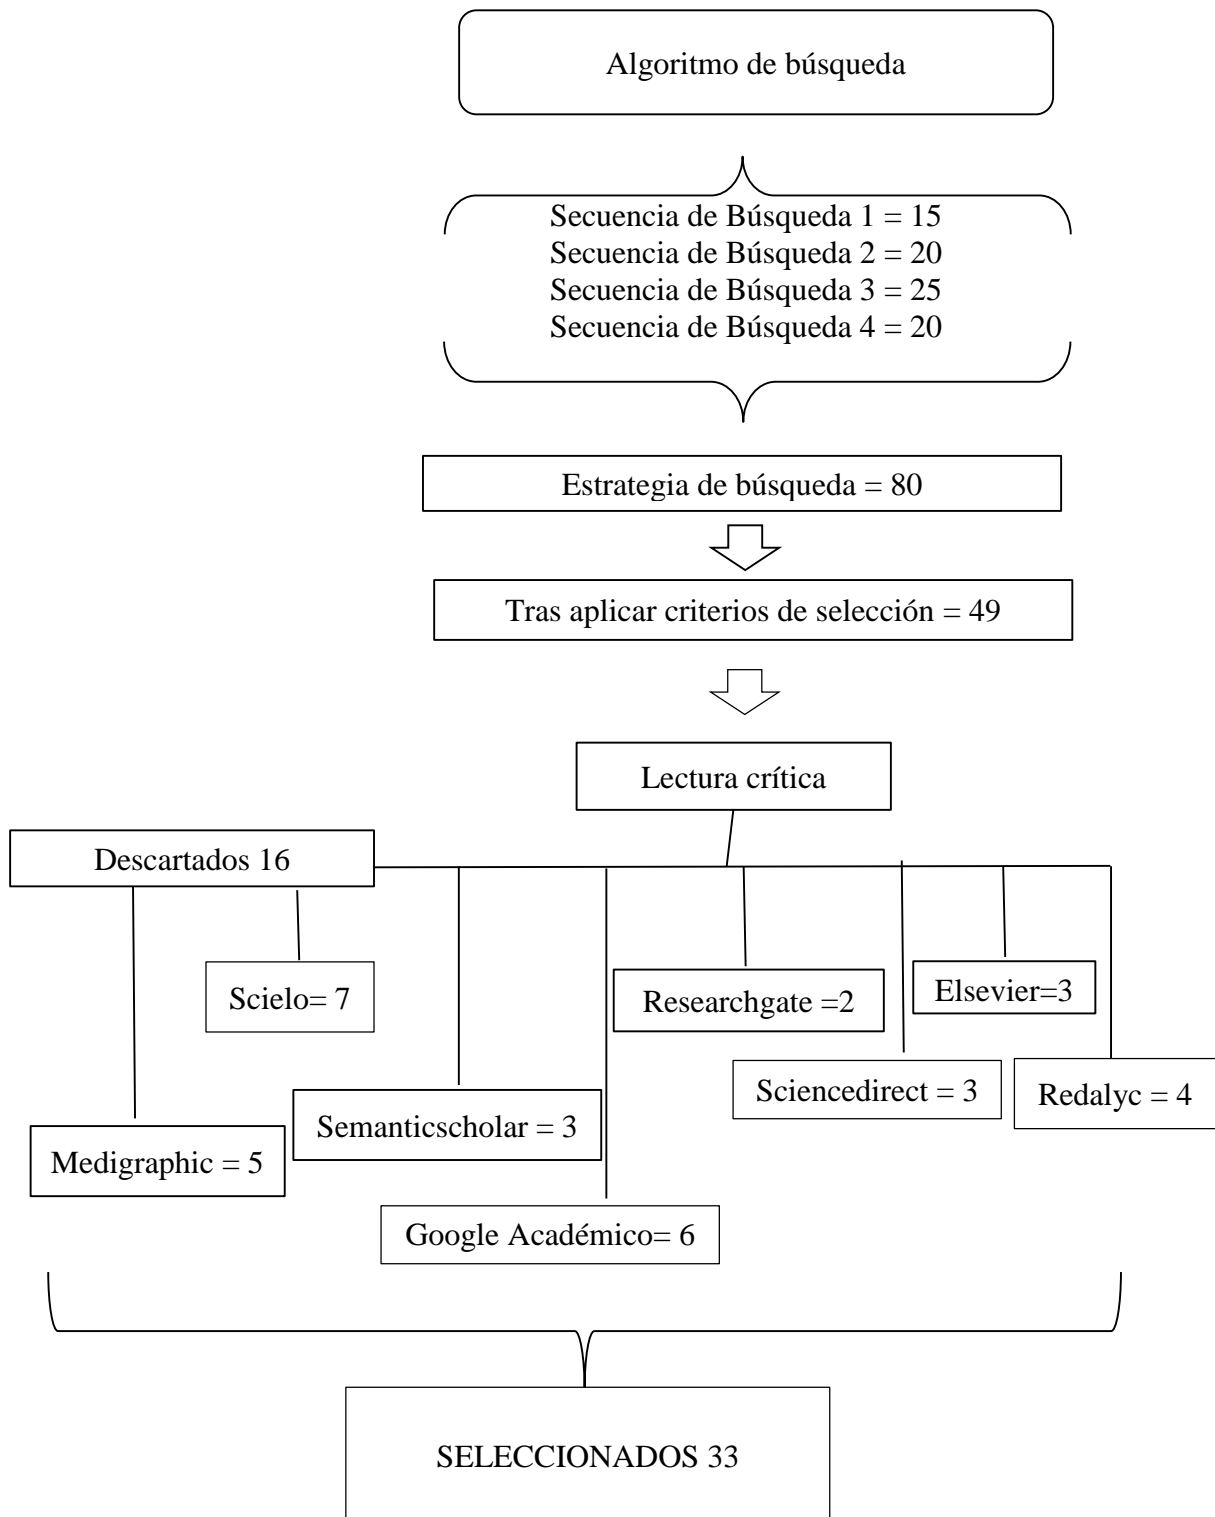 Algoritmo de búsqueda
Secuencia de Búsqueda 1 = 15
Secuencia de Búsqueda 2 = 20
Secuencia de Búsqueda 3 = 25
Secuencia de Búsqueda 4 = 20
Estrategia de búsqueda = 80
Tras aplicar criterios de selección = 49
Lectura crítica
Descartados 16
Scielo= 7
Researchgate =2
Elsevier=3
Sciencedirect = 3
Redalyc = 4
Semanticscholar = 3
Medigraphic = 5
Google Académico= 6
SELECCIONADOS 33